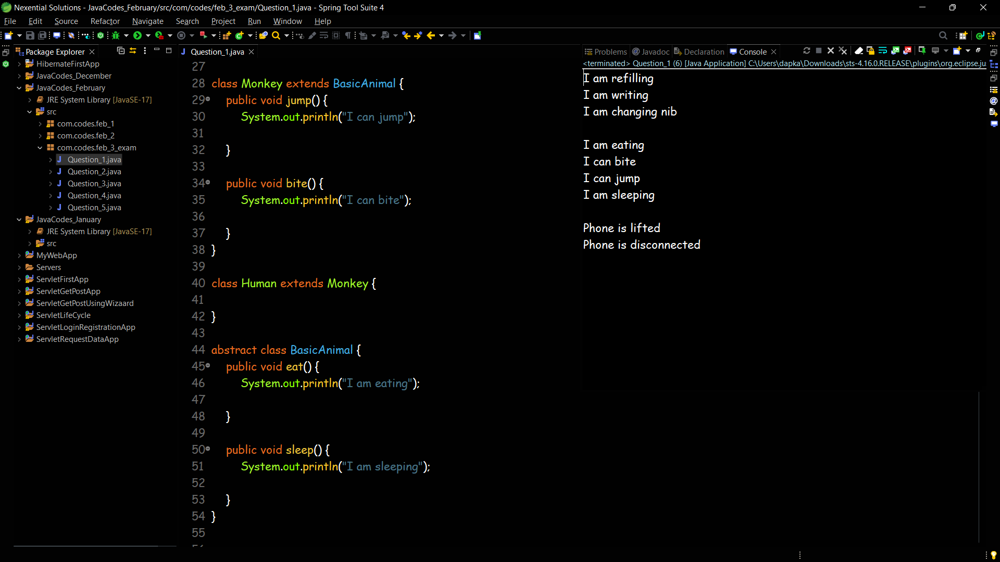 Nexential Solutions - JavaCodes_February/src/com/codes/feb_3_exam/Question_1.java - Spring Tool Suite 4
File Edit Source Refactor Navigate Search Project Run Window Help
Package Explorer
HibernateFirstApp
JavaCodes_December
JavaCodes_February
JRE System Library [JavaSE-17]
src
com.codes.feb_1
com.codes.feb_2
com.codes.feb_3_exam
Question_1.java
Question_2.java
Question_3.java
Question_4.java
Question_5.java
JavaCodes_January
JRE System Library [JavaSE-17]
src
MyWebApp
Servers
ServletFirstApp
ServletGetPostApp
ServletGetPostUsingWizaard
ServletLifeCycle
ServletLoginRegistrationApp
ServletRequestDataApp
Question_1.java
27
28 class Monkey extends BasicAnimal {
29 public void jump() {
30 System.out.println("I can jump");
31
32 }
33
34 public void bite() {
35 System.out.println("I can bite");
36
37 }
38 }
39
40 class Human extends Monkey {
41
42 }
43
44 abstract class BasicAnimal {
45 public void eat() {
46 System.out.println("I am eating");
47
48 }
49
50 public void sleep() {
51 System.out.println("I am sleeping");
52
53 }
54 }
55
Problems @ Javadoc Declaration Console
<terminated> Question_1 (6) [Java Application] C:\Users\dapka\Downloads\sts-4.16.0.RELEASE\plugins\org.eclipse.ju
I am refilling
I am writing
I am changing nib
I am eating
I can bite
I can jump
I am sleeping
Phone is lifted
Phone is disconnected